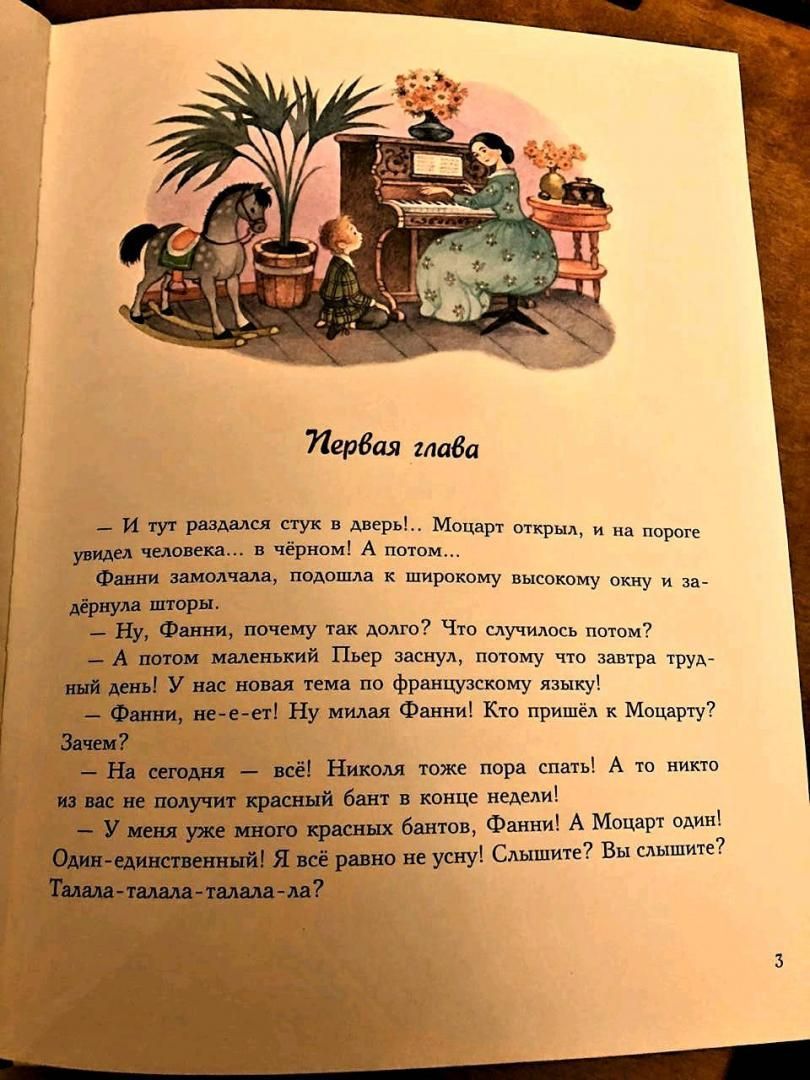 Первая глава
— И тут раздался стук в дверь!.. Моцарт открыл, и на пороге
увидел человека... в чёрном! А потом...
Фанни замолчала, подошла к широкому высокому окну и за-
дёрнула шторы.
— Ну, Фанни, почему так долго? Что случилось потом?
— А потом маленький Пьер заснул, потому что завтра труд-
ный день! У нас новая тема по французскому языку!
— Фанни, не-е-ет! Ну милая Фанни! Кто пришёл к Моцарту?
Зачем?
— На сегодня — всё! Николя тоже пора спать! А то никто
из вас не получит красный бант в конце недели!
— У меня уже много красных бантов, Фанни! А Моцарт один!
Один-единственный! Я всё равно не усну! Слышите? Вы слышите?
Талала-талала-талала-ла?
3